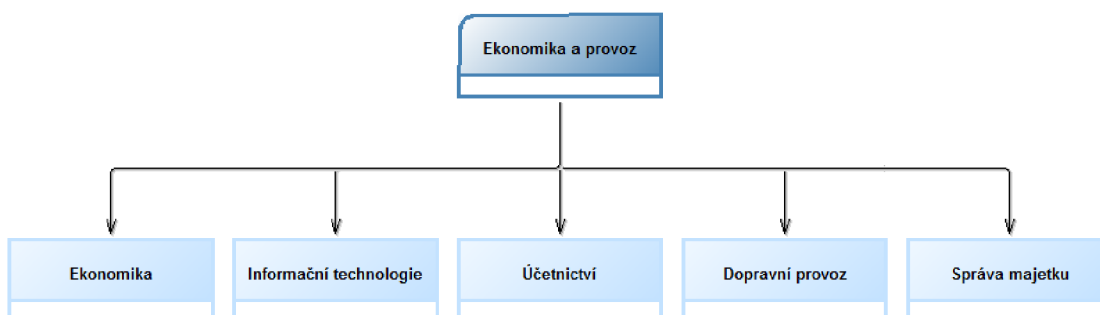 Ekonomika a provoz
Ekonomika
Informační technologie
Účetnictví
Dopravní provoz
Správa majetku